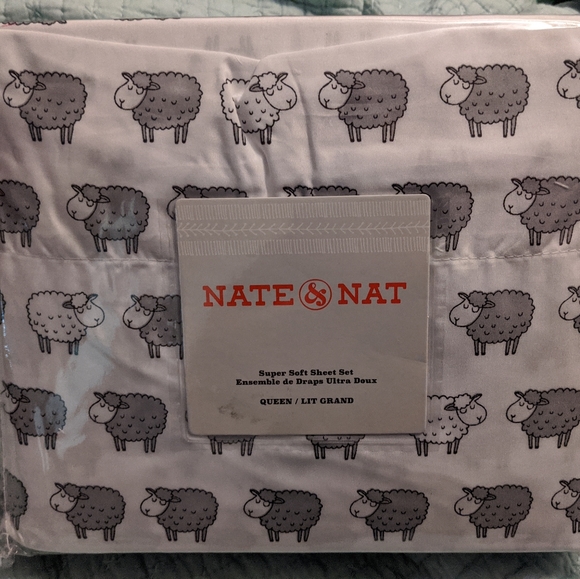 NATE & NAT
Super Soft Sheet Set
Ensemble de Draps Ultra Doux
QUEEN / LIT GRAND